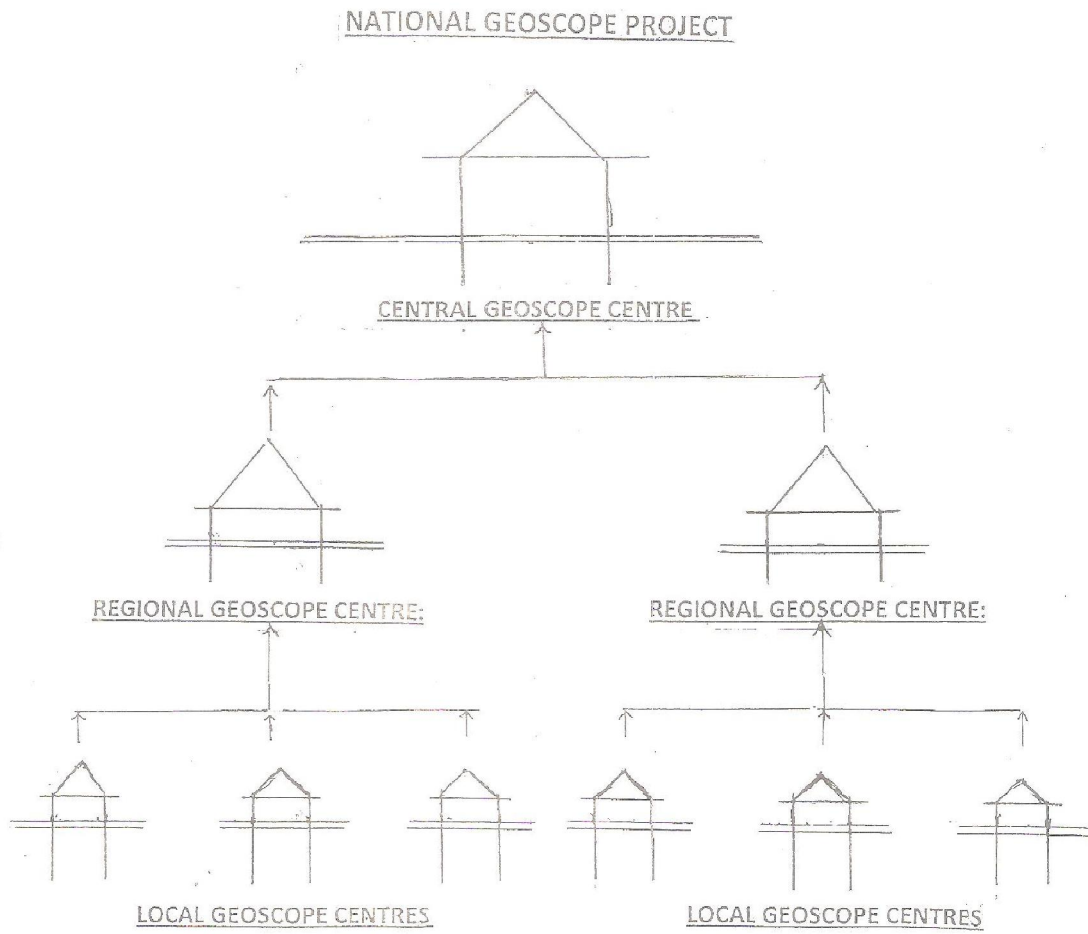 NATIONAL GEOSCOPE PROJECT
CENTRAL GEOSCOPE CENTRE
REGIONAL GEOSCOPE CENTRE:
REGIONAL GEOSCOPE CENTRE:
LOCAL GEOSCOPE CENTRES
LOCAL GEOSCOPE CENTRES